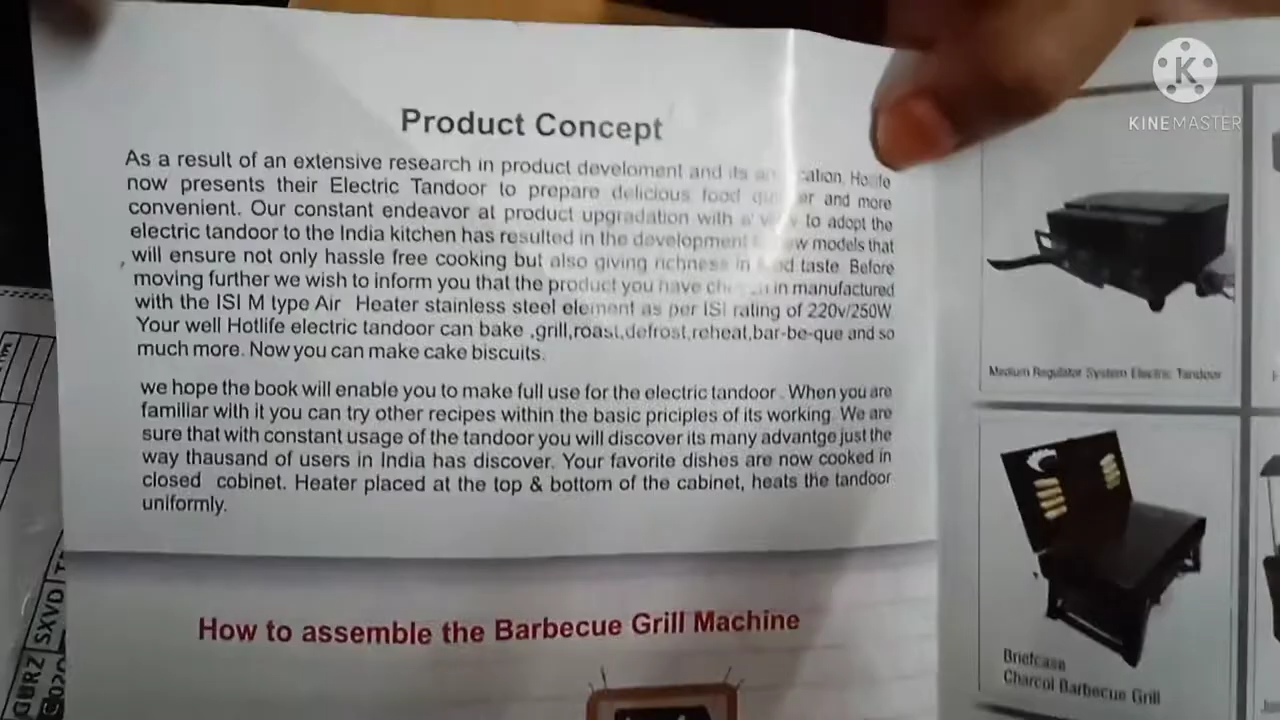 Product Concept
As a result of an extensive research in product develoment and its
now presents their Electric Tandoor to prepare delicious food and more
convenient. Our constant endeavor at product upgradation with a to adopt the
electric tandoor to the India kitchen has resulted in the development models that
, will ensure not only hassle free cooking but also giving richness in taste. Before
moving further we wish to inform you that the product you have in manufactured
with the ISI M type Air Heater stainless steel element as per ISI rating of 220v/250W.
Your well Hotlife electric tandoor can bake ,grill,roast,defrost,reheat,bar-be-que and so
much more. Now you can make cake biscuits.
we hope the book will enable you to make full use for the electric tandoor . When you are
familiar with it you can try other recipes within the basic priciples of its working. We are
sure that with constant usage of the tandoor you will discover its many advantge just the
way thausand of users in India has discover. Your favorite dishes are now cooked in
closed cobinet. Heater placed at the top & bottom of the cabinet, heats the tandoor
uniformly.
How to assemble the Barbecue Grill Machine
KINEMASTER
Medium Regulator System Electric Tandoor
Briefcase
Charcol Barbecue Grill
GURZ SXVD